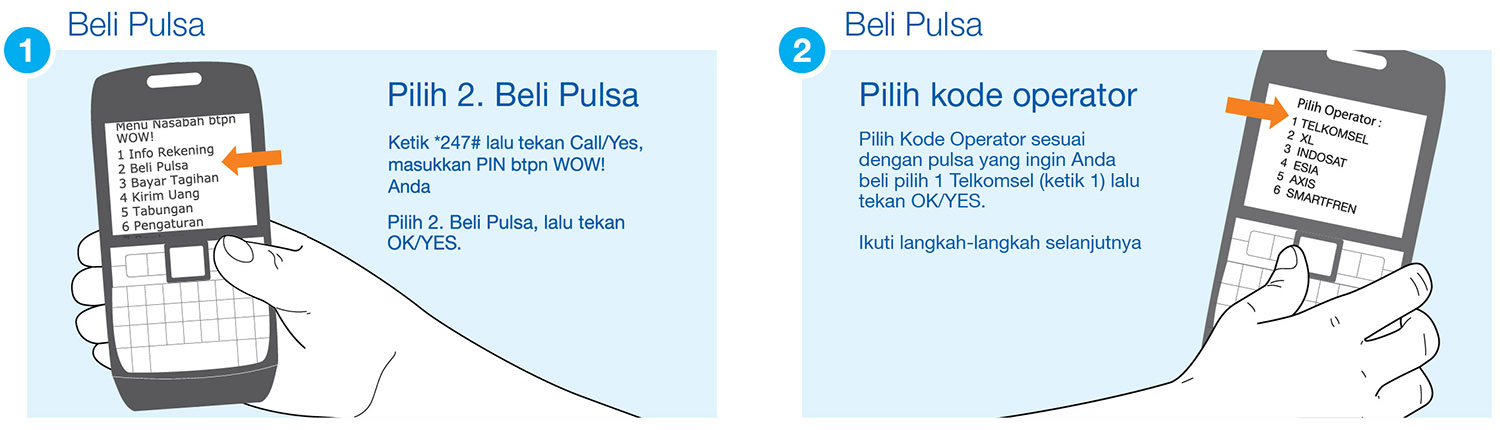 1
Beli Pulsa
Menu Nasabah btpn
WOW!
1 Info Rekening
2 Beli Pulsa
3 Bayar Tagihan
4 Kirim Uang
5 Tabungan
6 Pengaturan
Pilih 2. Beli Pulsa
Ketik *247# lalu tekan Call/Yes,
masukkan PIN btpn WOW!
Anda
Pilih 2. Beli Pulsa, lalu tekan
OK/YES.
2
Beli Pulsa
Pilih kode operator
Pilih Kode Operator sesuai
dengan pulsa yang ingin Anda
beli pilih 1 Telkomsel (ketik 1) lalu
tekan OK/YES.
Ikuti langkah-langkah selanjutnya
Pilih Operator :
1 TELKOMSEL
2 XL
3 INDOSAT
4 ESIA
5 AXIS
6 SMARTFREN